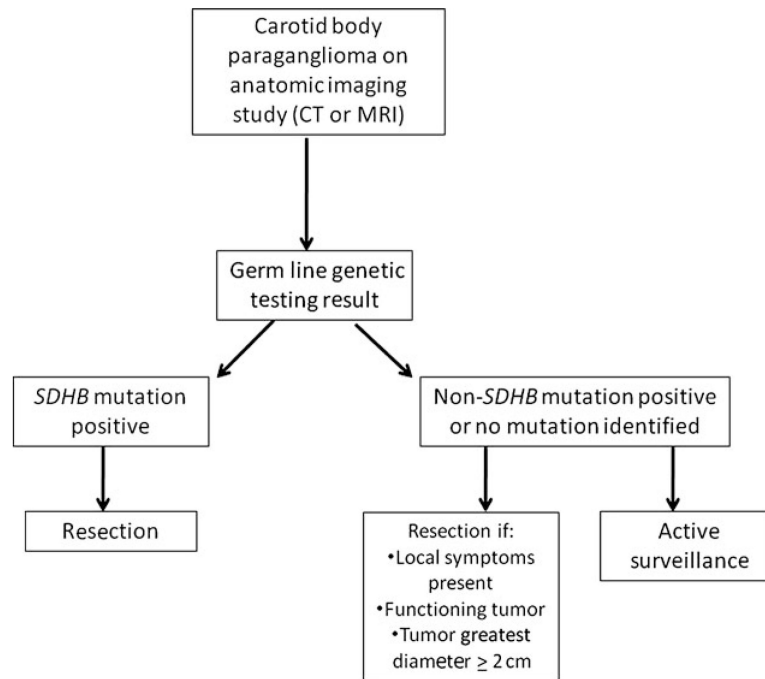 Carotid body
paraganglioma on
anatomic imaging
study (CT or MRI)
Germ line genetic
testing result
SDHB mutation
positive
Non-SDHB mutation positive
or no mutation identified
Resection
Resection if:
•Local symptoms
present
•Functioning tumor
•Tumor greatest
diameter ≥ 2 cm
Active
surveillance